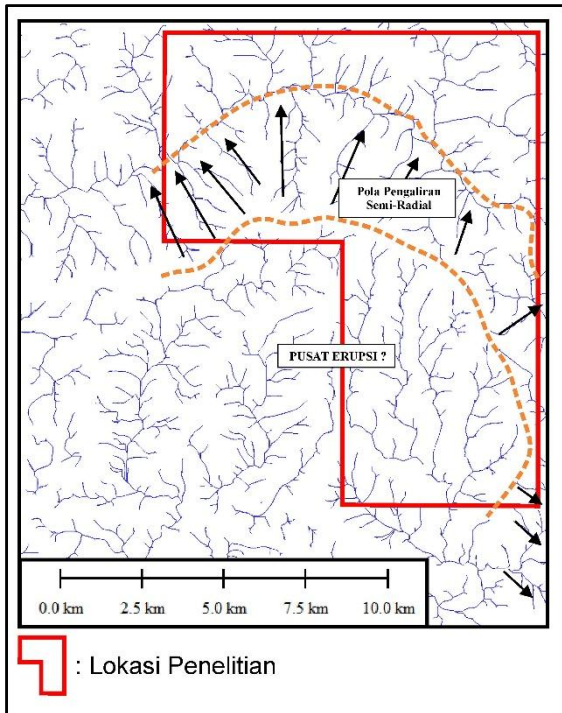 Pola Pengaliran
Semi-Radial
PUSAT ERUPSI ?
0.0 km 2.5 km 5.0 km 7.5 km 10.0 km
: Lokasi Penelitian